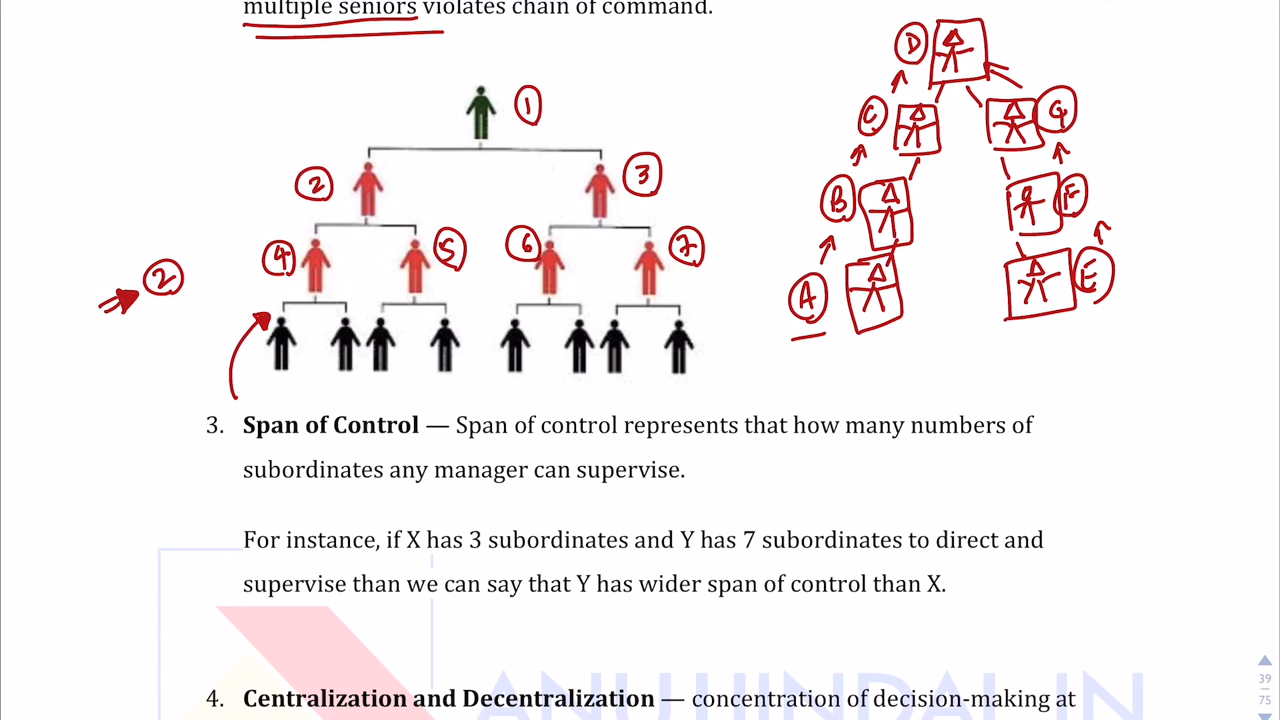 multiple seniors violates chain of command.
1
2
3
4
5
6
7
2
D
C
G
B
F
A
E
3. Span of Control — Span of control represents that how many numbers of
subordinates any manager can supervise.
For instance, if X has 3 subordinates and Y has 7 subordinates to direct and
supervise than we can say that Y has wider span of control than X.
4. Centralization and Decentralization — concentration of decision-making at
ANUJJINDAL.IN
39
75